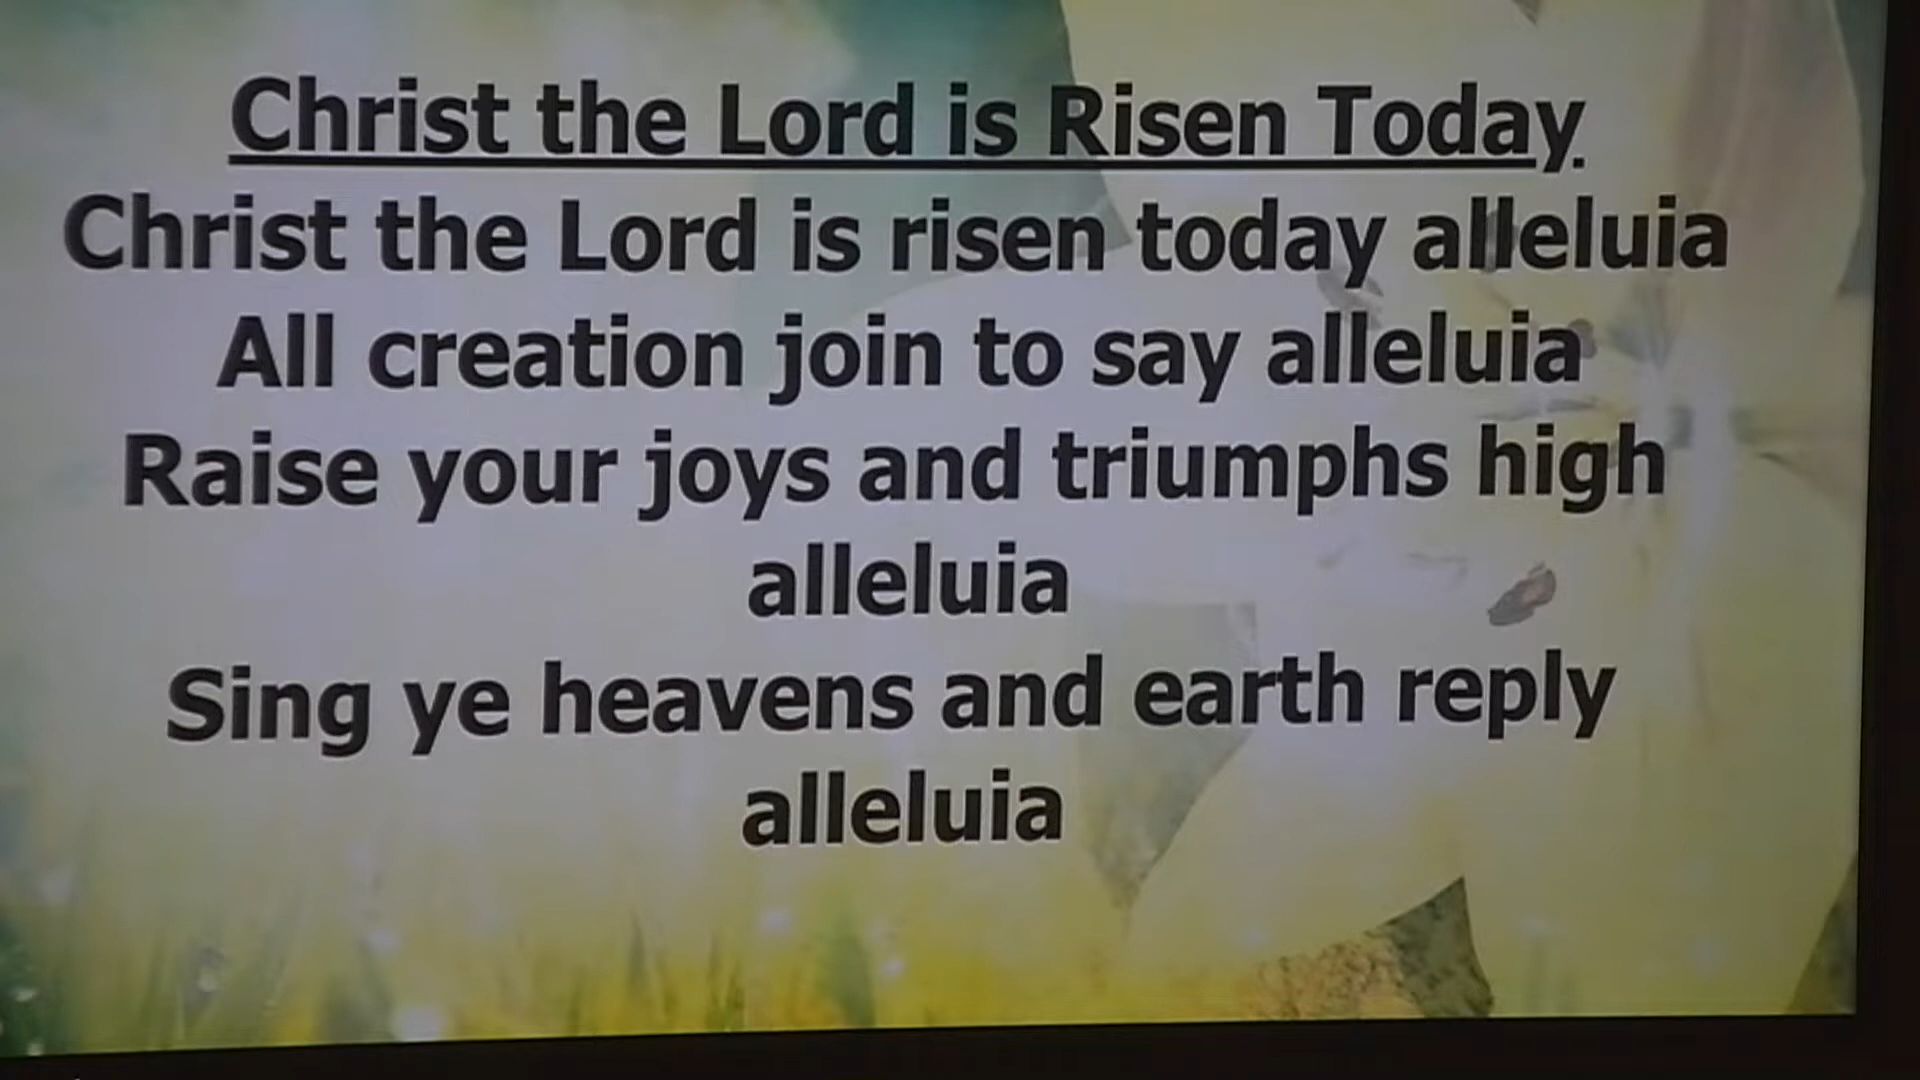 Christ the Lord is Risen Today
Christ the Lord is risen today alleluia
All creation join to say alleluia
Raise your joys and triumphs high
alleluia
Sing ye heavens and earth reply
alleluia